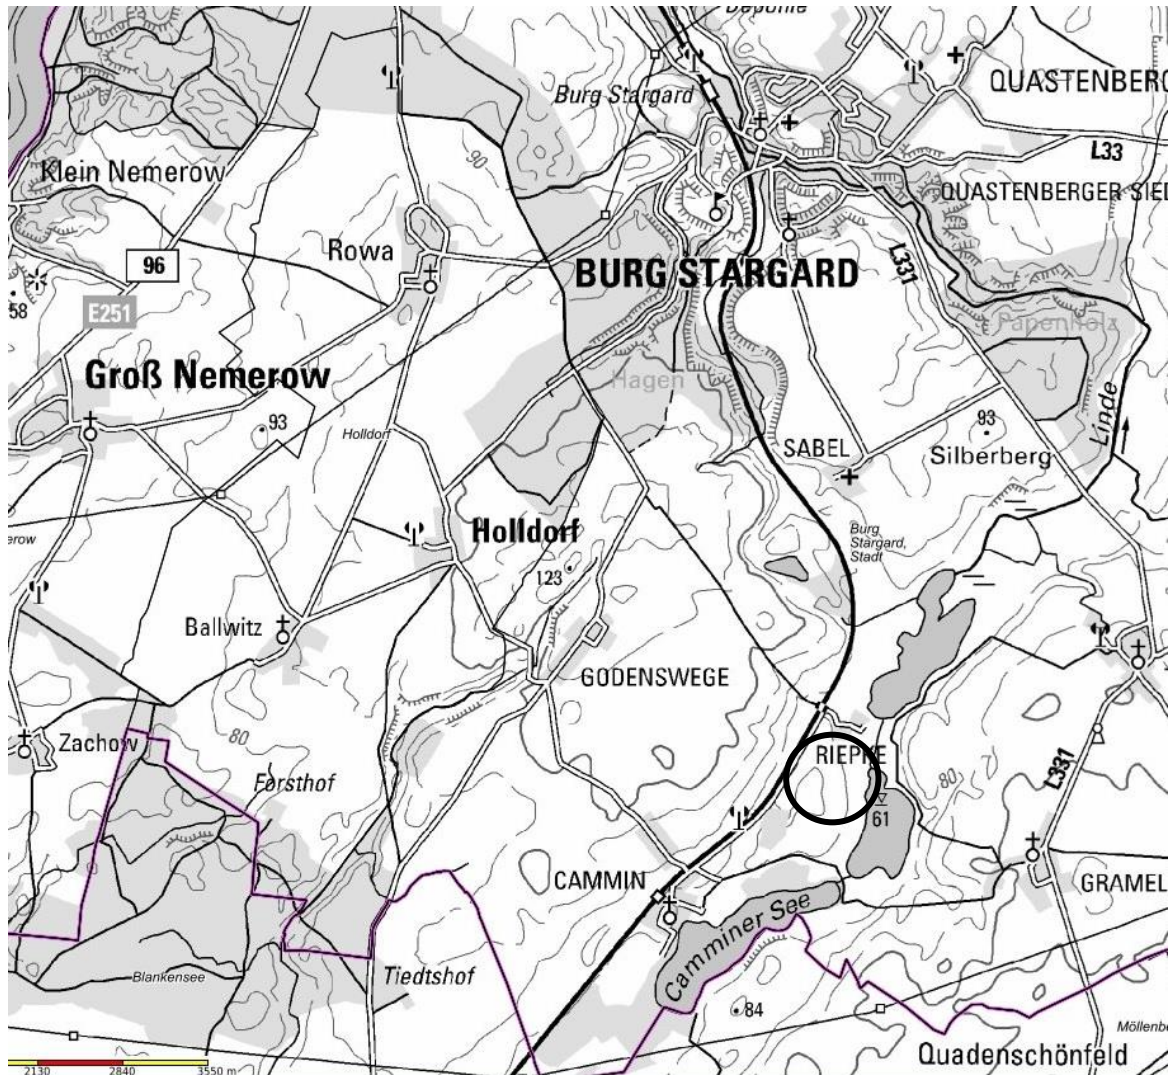 Burg Stargard
QUASTENBERG
L33
Klein Nemerow
90
QUASTENBERGER SIED
Rowa
96
BURG STARGARD
L331
58
E251
Papenholz
Groß Nemerow
Hagen
Linde
93
Holldorf
93
SABEL
Silberberg
Holldorf
Burg
Stargard,
Stadt
erow
123
Ballwitz
GODENSWEGE
Zachow
80
RIEPKE
Forsthof
80
L331
61
CAMMIN
GRAMEL
Camminer See
Blankensee
Tiedtshof
84
Möllenb
Quadenschönfeld
2130 2840 3550 m